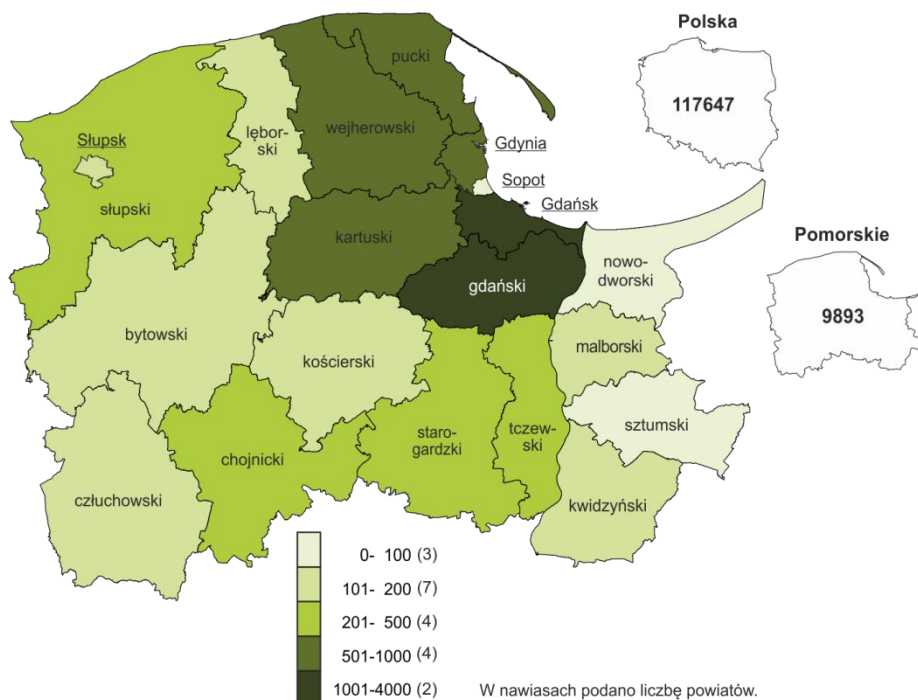 Polska
117647
pucki
wejherowski
lębor-
ski
Słupsk
słupski
Gdynia
Sopot
Gdańsk
kartuski
gdański
nowo-
dworski
Pomorskie
9893
bytowski
kościerski
malborski
staro-
gardzki
tczew-
ski
sztumski
chojnicki
człuchowski
kwidzyński
0- 100 (3)
101- 200 (7)
201- 500 (4)
501-1000 (4)
1001-4000 (2)
W nawiasach podano liczbę powiatów.